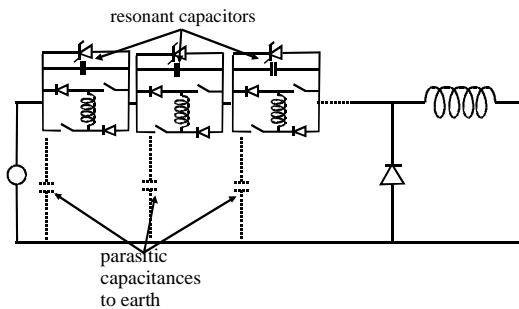 resonant capacitors
parasitic
capacitances
to earth